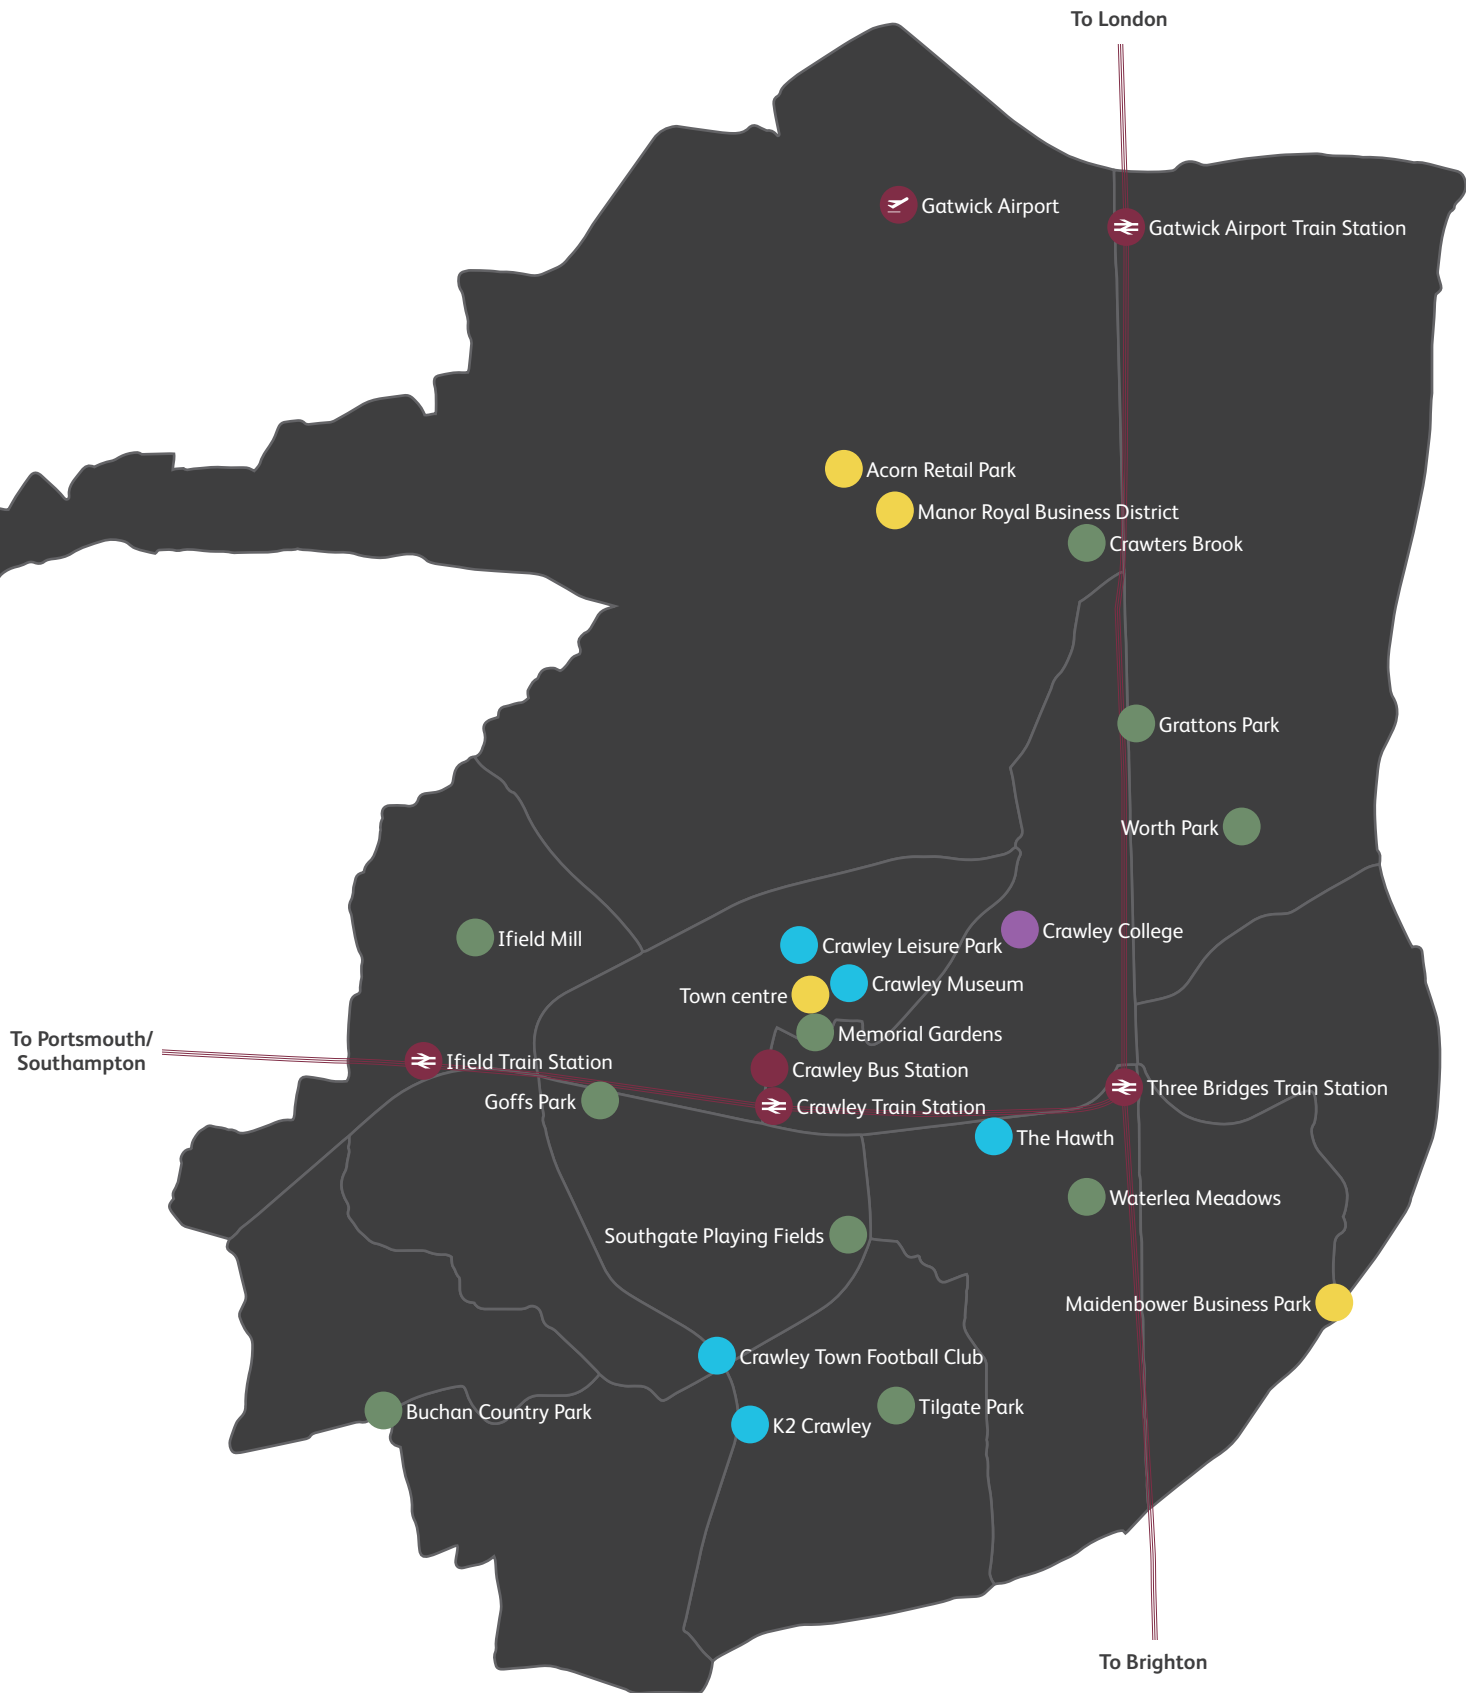 To London
Gatwick Airport
Gatwick Airport Train Station
Acorn Retail Park
Manor Royal Business District
Crawters Brook
Grattons Park
Worth Park
Crawley College
Ifield Mill
Crawley Leisure Park
Crawley Museum
Town centre
Memorial Gardens
To Portsmouth/
Southampton
Ifield Train Station
Crawley Bus Station
Three Bridges Train Station
Goffs Park
Crawley Train Station
The Hawth
Waterlea Meadows
Southgate Playing Fields
Maidenbower Business Park
Crawley Town Football Club
Tilgate Park
Buchan Country Park
K2 Crawley
To Brighton